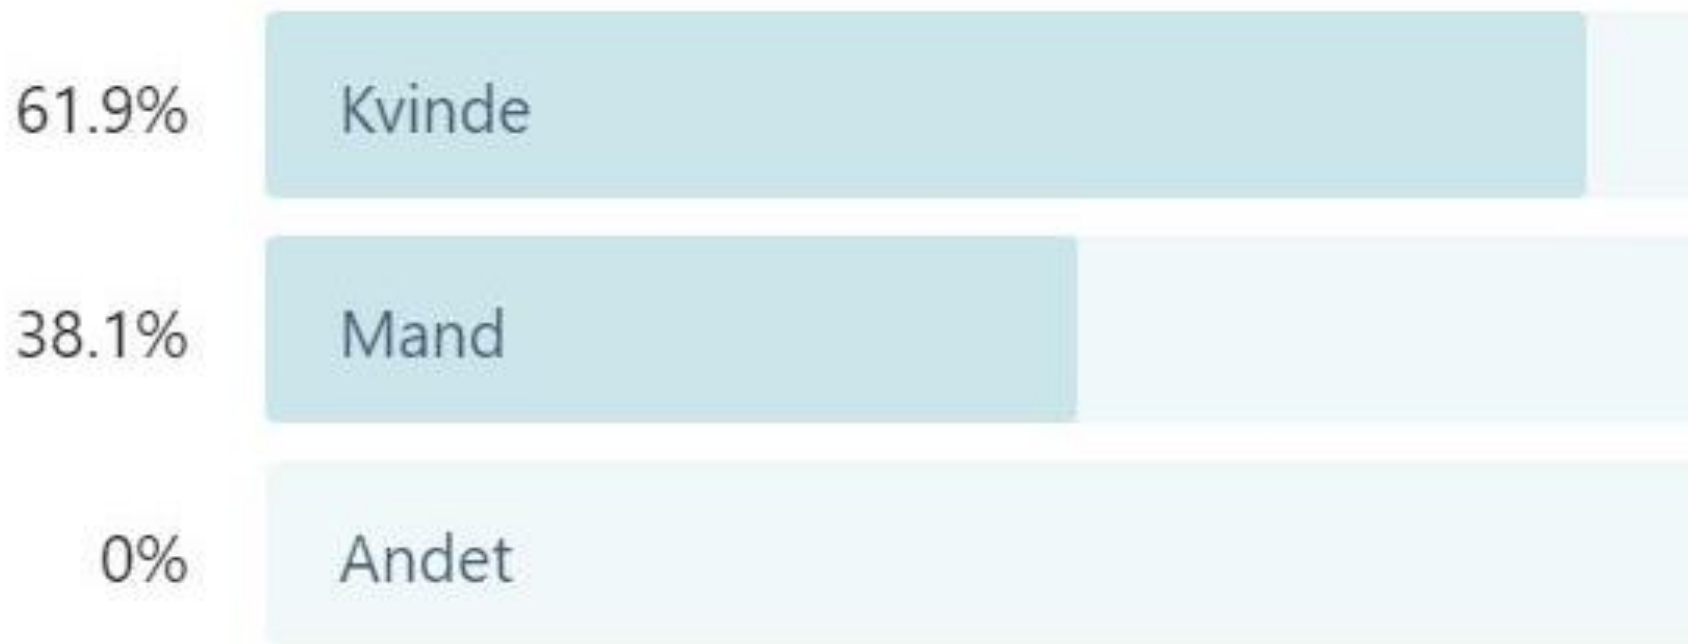 61.9% Kvinde
38.1% Mand
0% Andet